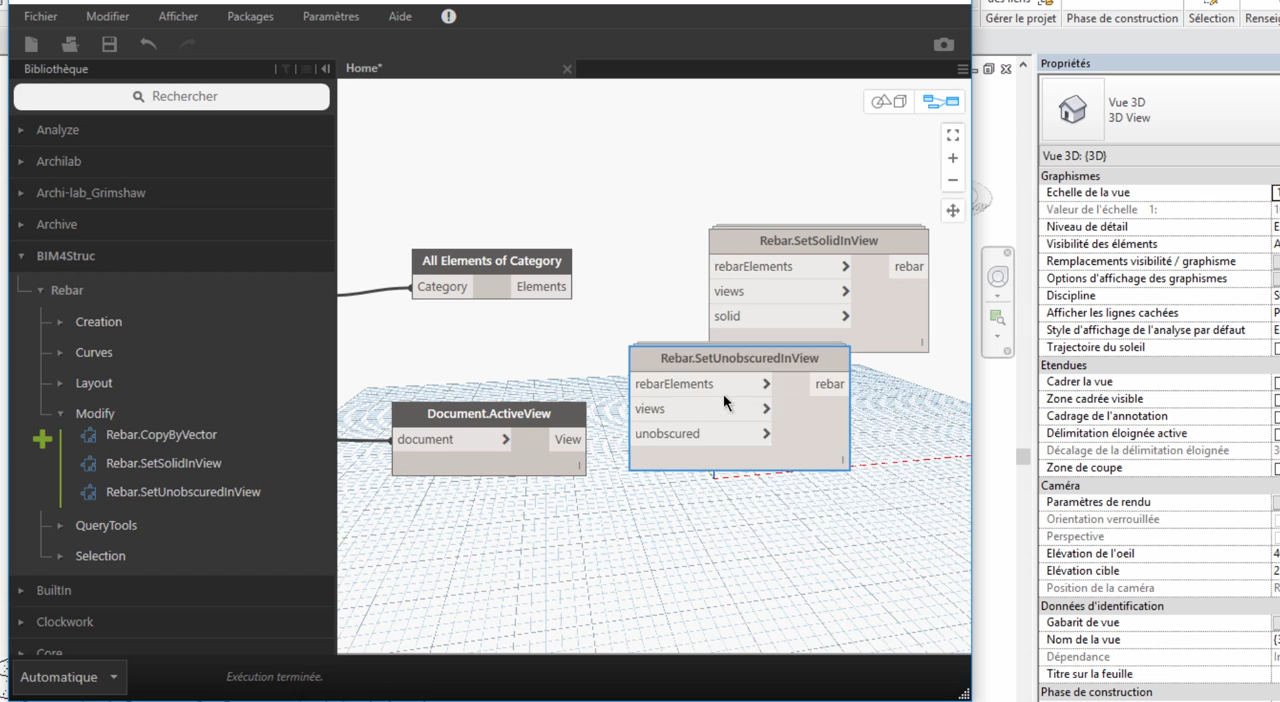 Fichier Modifier Afficher Packages Paramètres Aide
Bibliothèque
Home*
Rechercher
Analyze
Archilab
Archi-lab_Grimshaw
Archive
BIM4Struc
Rebar
Creation
Curves
Layout
Modify
Rebar.CopyByVector
Rebar.SetSolidInView
Rebar.SetUnobscuredInView
QueryTools
Selection
BuiltIn
Clockwork
Core
Automatique
Exécution terminée.
All Elements of Category
Category Elements
Document.ActiveView
document View
Rebar.SetSolidInView
rebarElements rebar
views
solid
Rebar.SetUnobscuredInView
rebarElements rebar
views
unobscured
des liens
Gérer le projet Phase de construction Sélection Rensei
Propriétés
Vue 3D
3D View
Vue 3D: {3D}
Graphismes
Echelle de la vue
Valeur de l'échelle 1:
Niveau de détail
Visibilité des éléments
Remplacements visibilité / graphisme
Options d'affichage des graphismes
Discipline
Afficher les lignes cachées
Style d'affichage de l'analyse par défaut
Trajectoire du soleil
Etendues
Cadrer la vue
Zone cadrée visible
Cadrage de l'annotation
Délimitation éloignée active
Décalage de la délimitation éloignée
Zone de coupe
Caméra
Paramètres de rendu
Orientation verrouillée
Perspective
Elévation de l'oeil
Elévation cible
Position de la caméra
Données d'identification
Gabarit de vue
Nom de la vue
Dépendance
Titre sur la feuille
Phase de construction